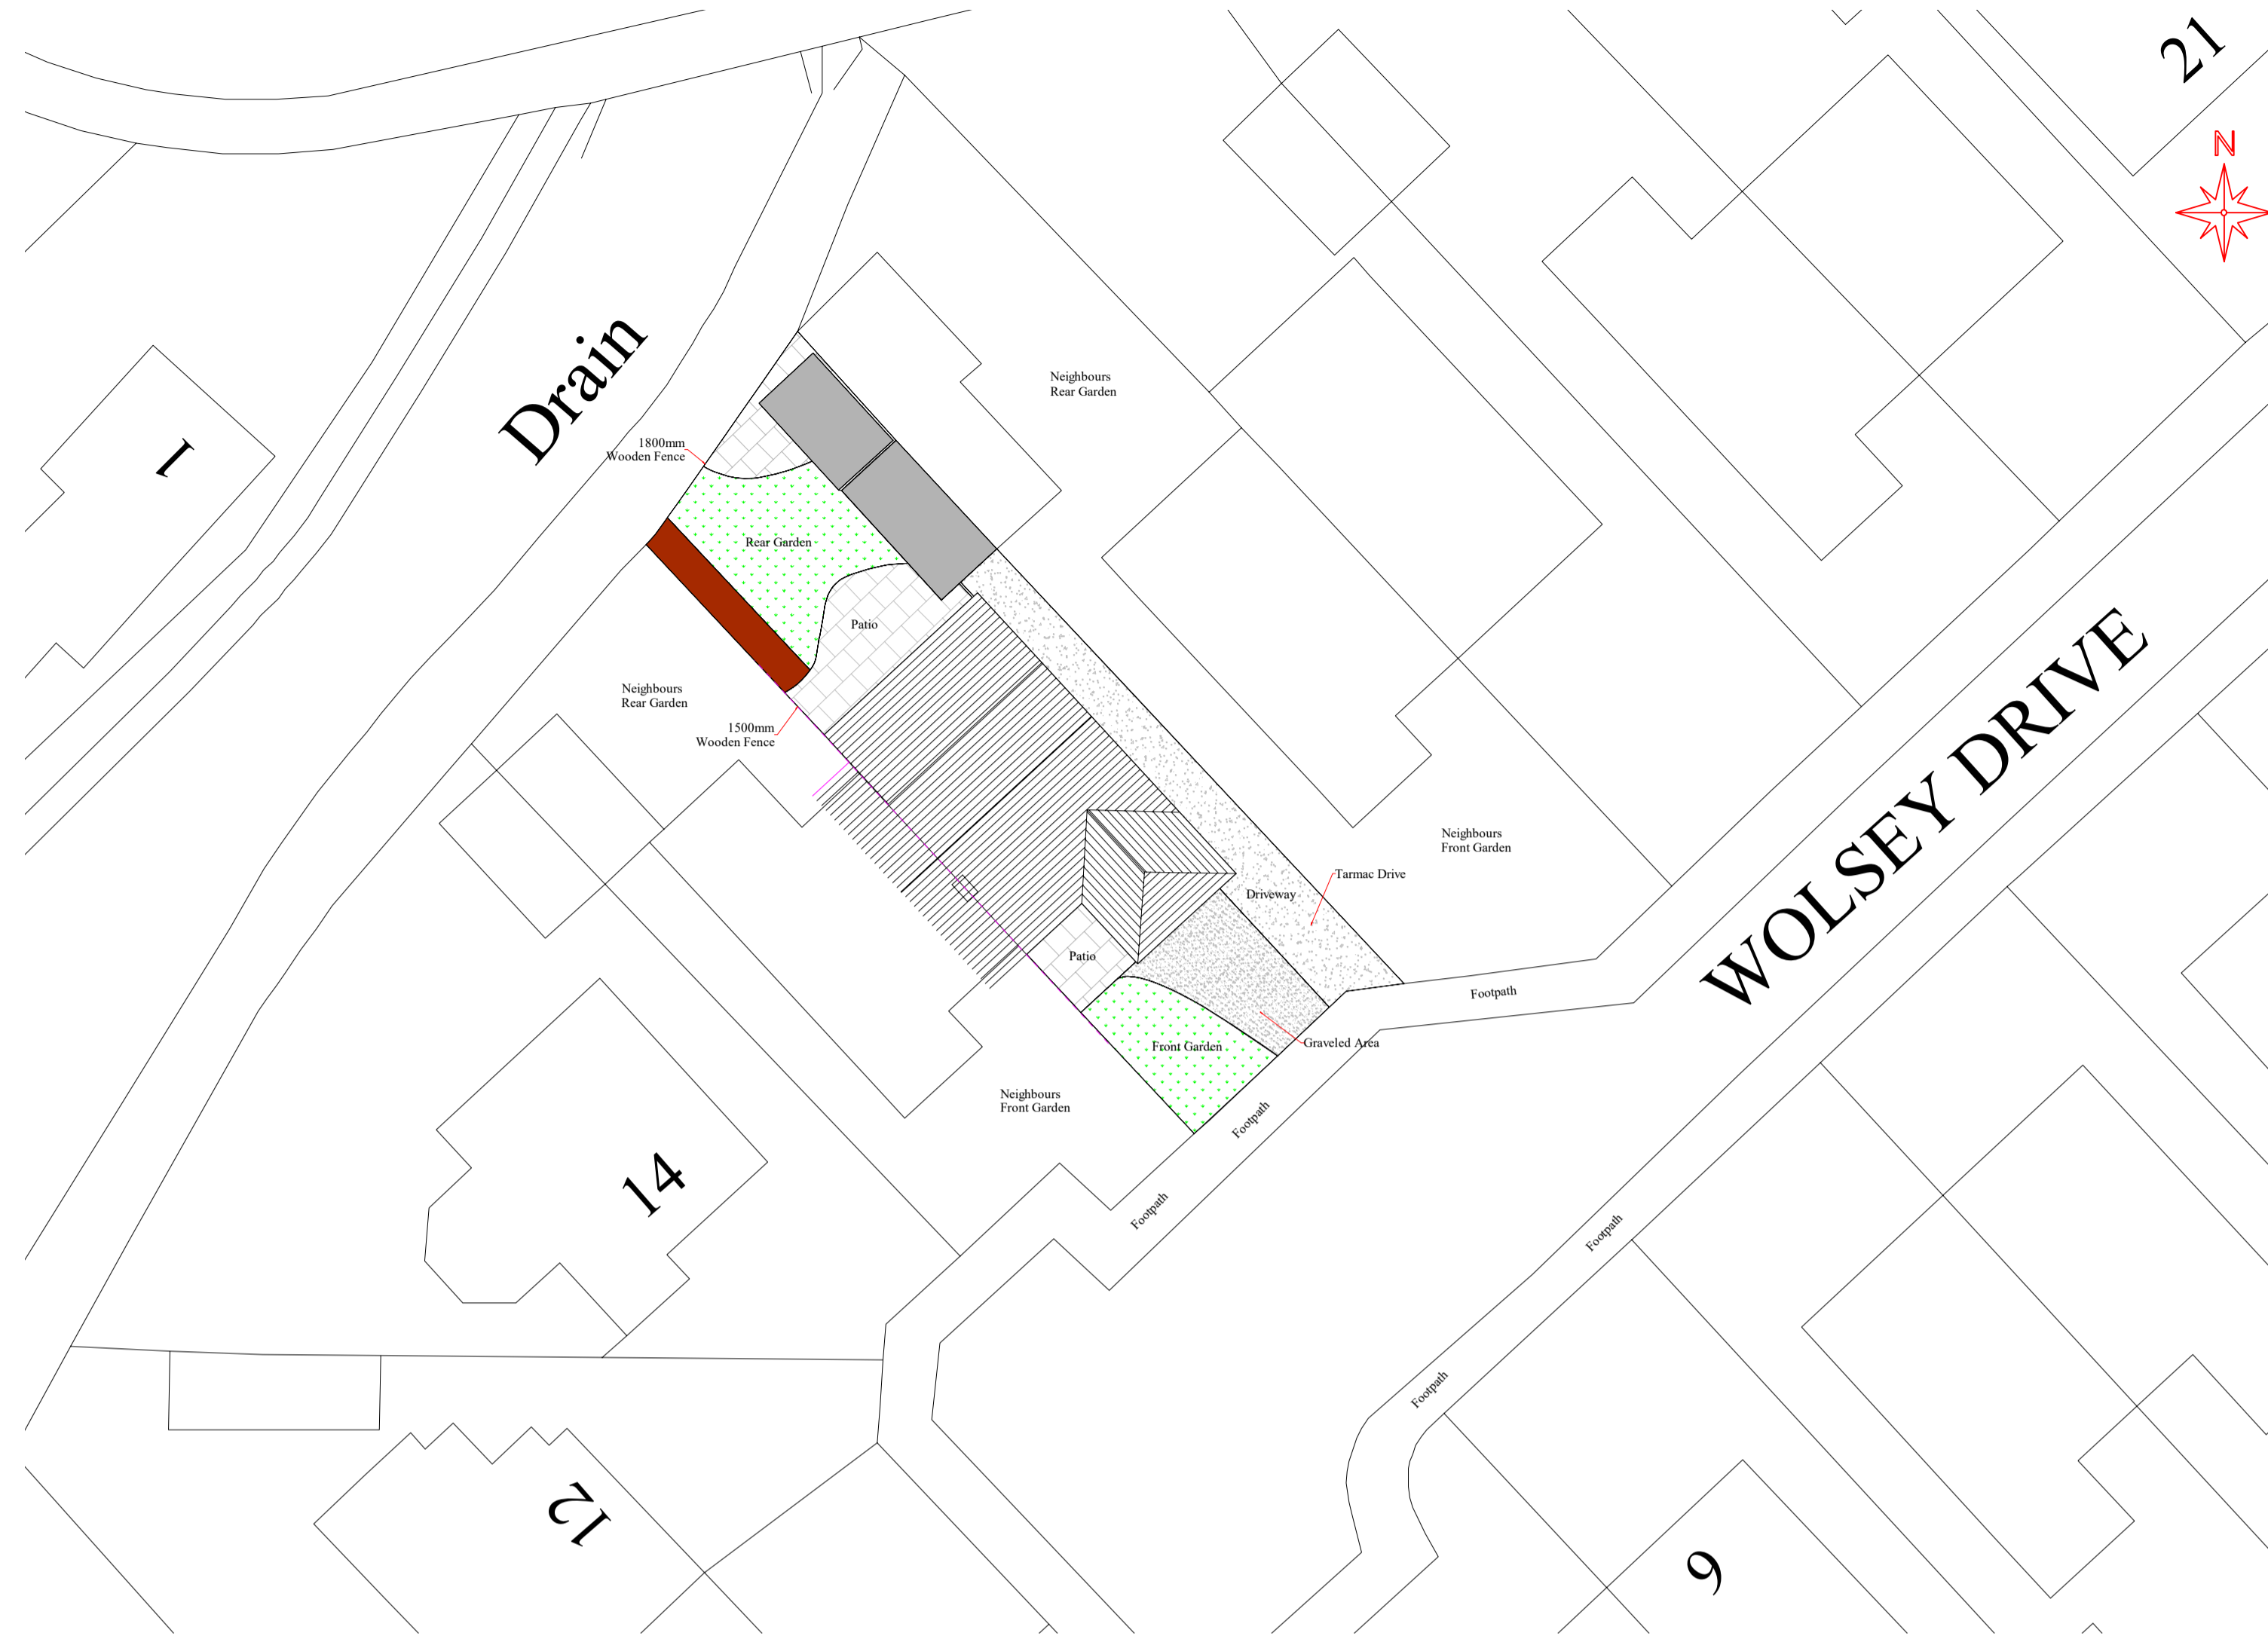 21
N
Drain
1
Neighbours
Rear Garden
1800mm
Wooden Fence
Rear Garden
Patio
Neighbours
Rear Garden
1500mm
Wooden Fence
WOLSEY DRIVE
Neighbours
Front Garden
Tarmac Drive
Driveway
Patio
Footpath
Graveled Area
Front Garden
Neighbours
Front Garden
Footpath
14
Footpath
Footpath
Footpath
12
9